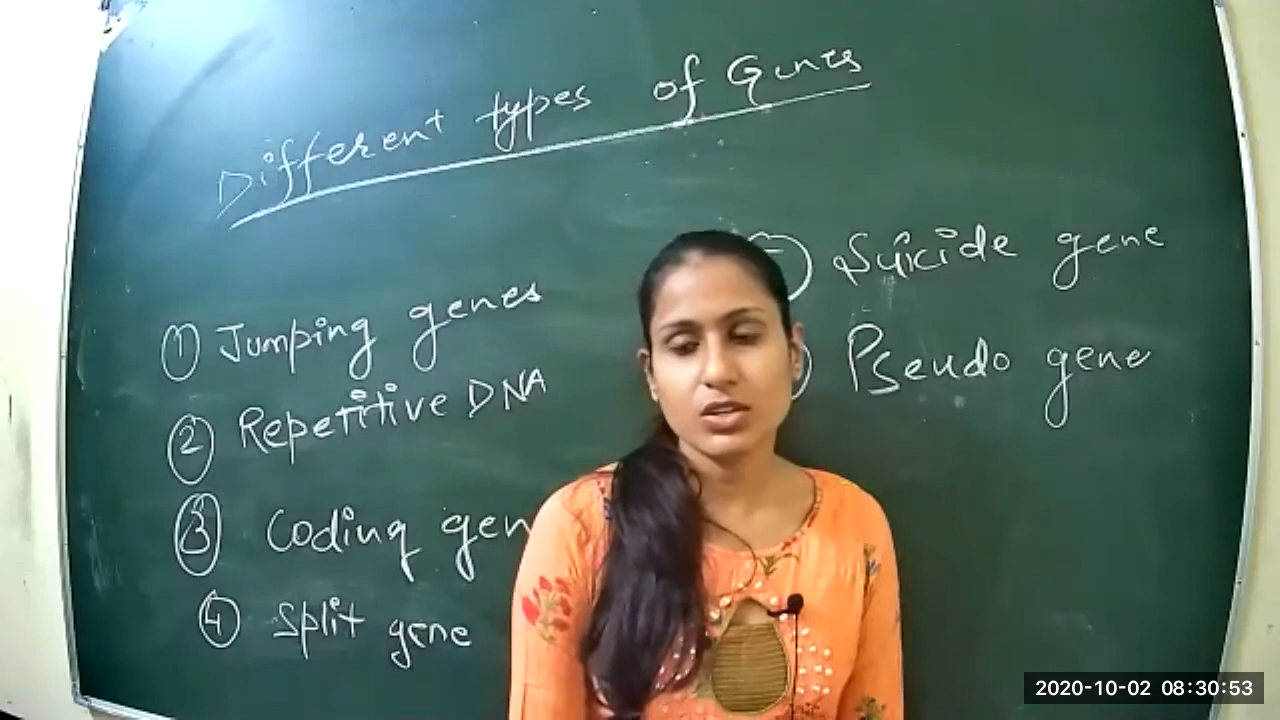 Different types of Genes
① Jumping genes
② Repetitive DNA
③ Coding gen
④ Split gene
Suicide gene
Pseudo gene
2020-10-02 08:30:53